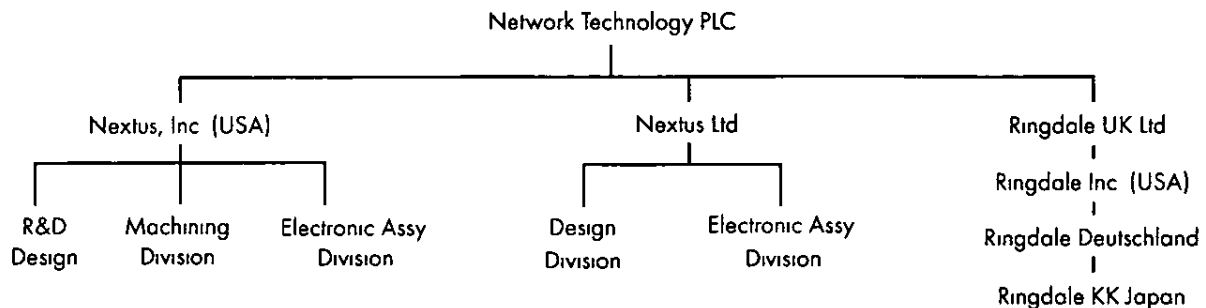 Network Technology PLC
Nextus, Inc (USA)
Nextus Ltd
Ringdale UK Ltd
Ringdale Inc (USA)
Ringdale Deutschland
Ringdale KK Japan
R&D
Design
Machining
Division
Electronic Assy
Division
Design
Division
Electronic Assy
Division